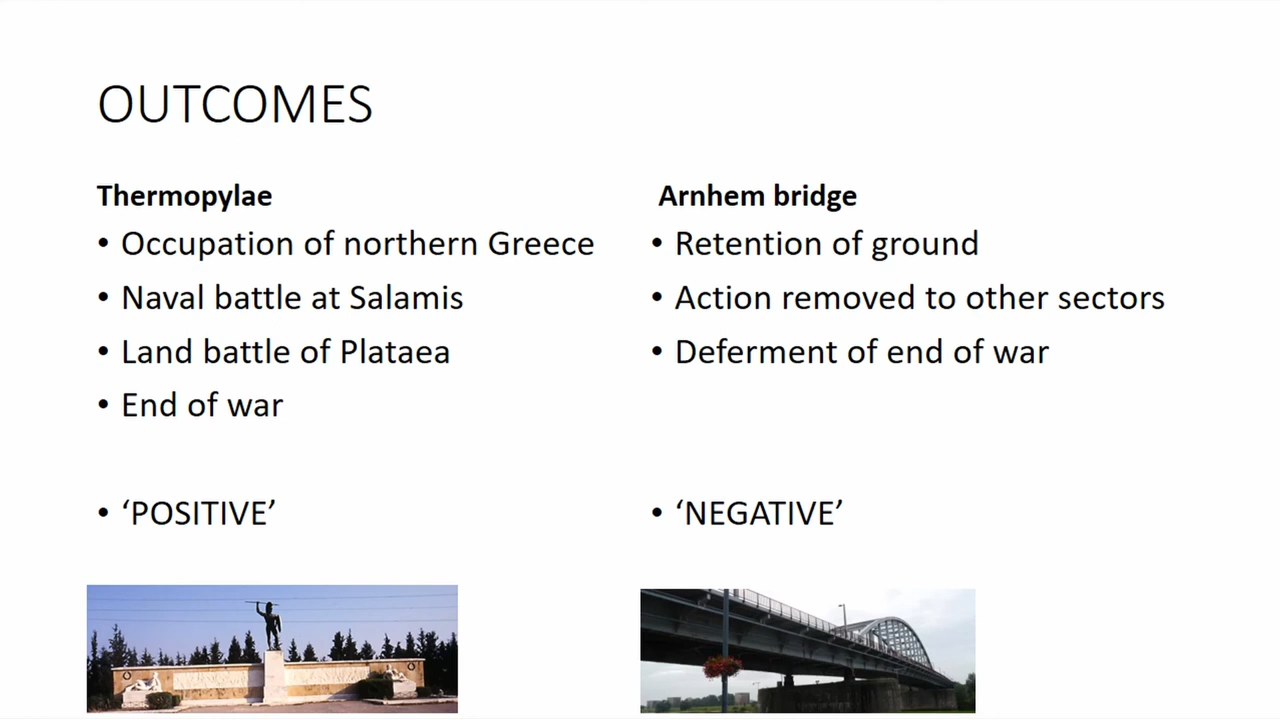 OUTCOMES
Thermopylae
• Occupation of northern Greece
• Naval battle at Salamis
• Land battle of Plataea
• End of war
• ‘POSITIVE’
Arnhem bridge
• Retention of ground
• Action removed to other sectors
• Deferment of end of war
• ‘NEGATIVE’